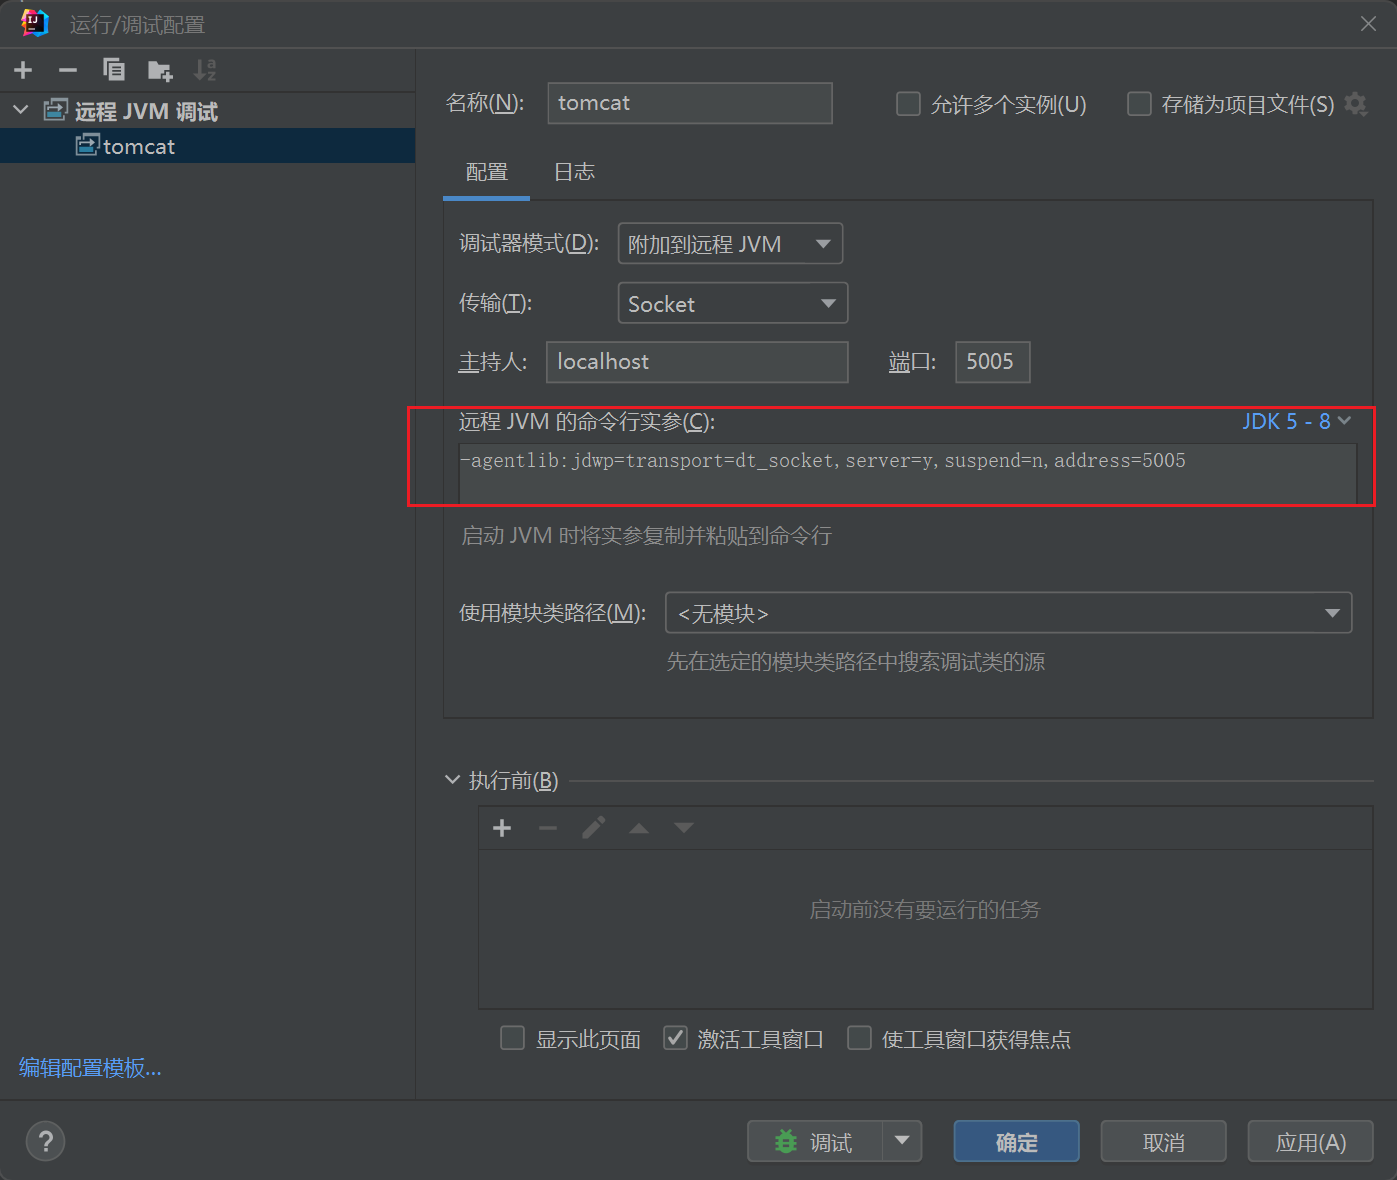 运行/调试配置
远程 JVM 调试
tomcat
名称(N): tomcat 允许多个实例(U) 存储为项目文件(S)
配置 日志
调试器模式(D): 附加到远程 JVM
传输(T): Socket
主持人: localhost 端口: 5005
远程 JVM 的命令行实参(C): JDK 5 - 8
-agentlib:jdwp=transport=dt_socket,server=y,suspend=n,address=5005
启动 JVM 时将实参复制并粘贴到命令行
使用模块类路径(M): <无模块>
先在选定的模块类路径中搜索调试类的源
执行前(B)
启动前没有要运行的任务
显示此页面 激活工具窗口 使工具窗口获得焦点
编辑配置模板...
? 调试 确定 取消 应用(A)